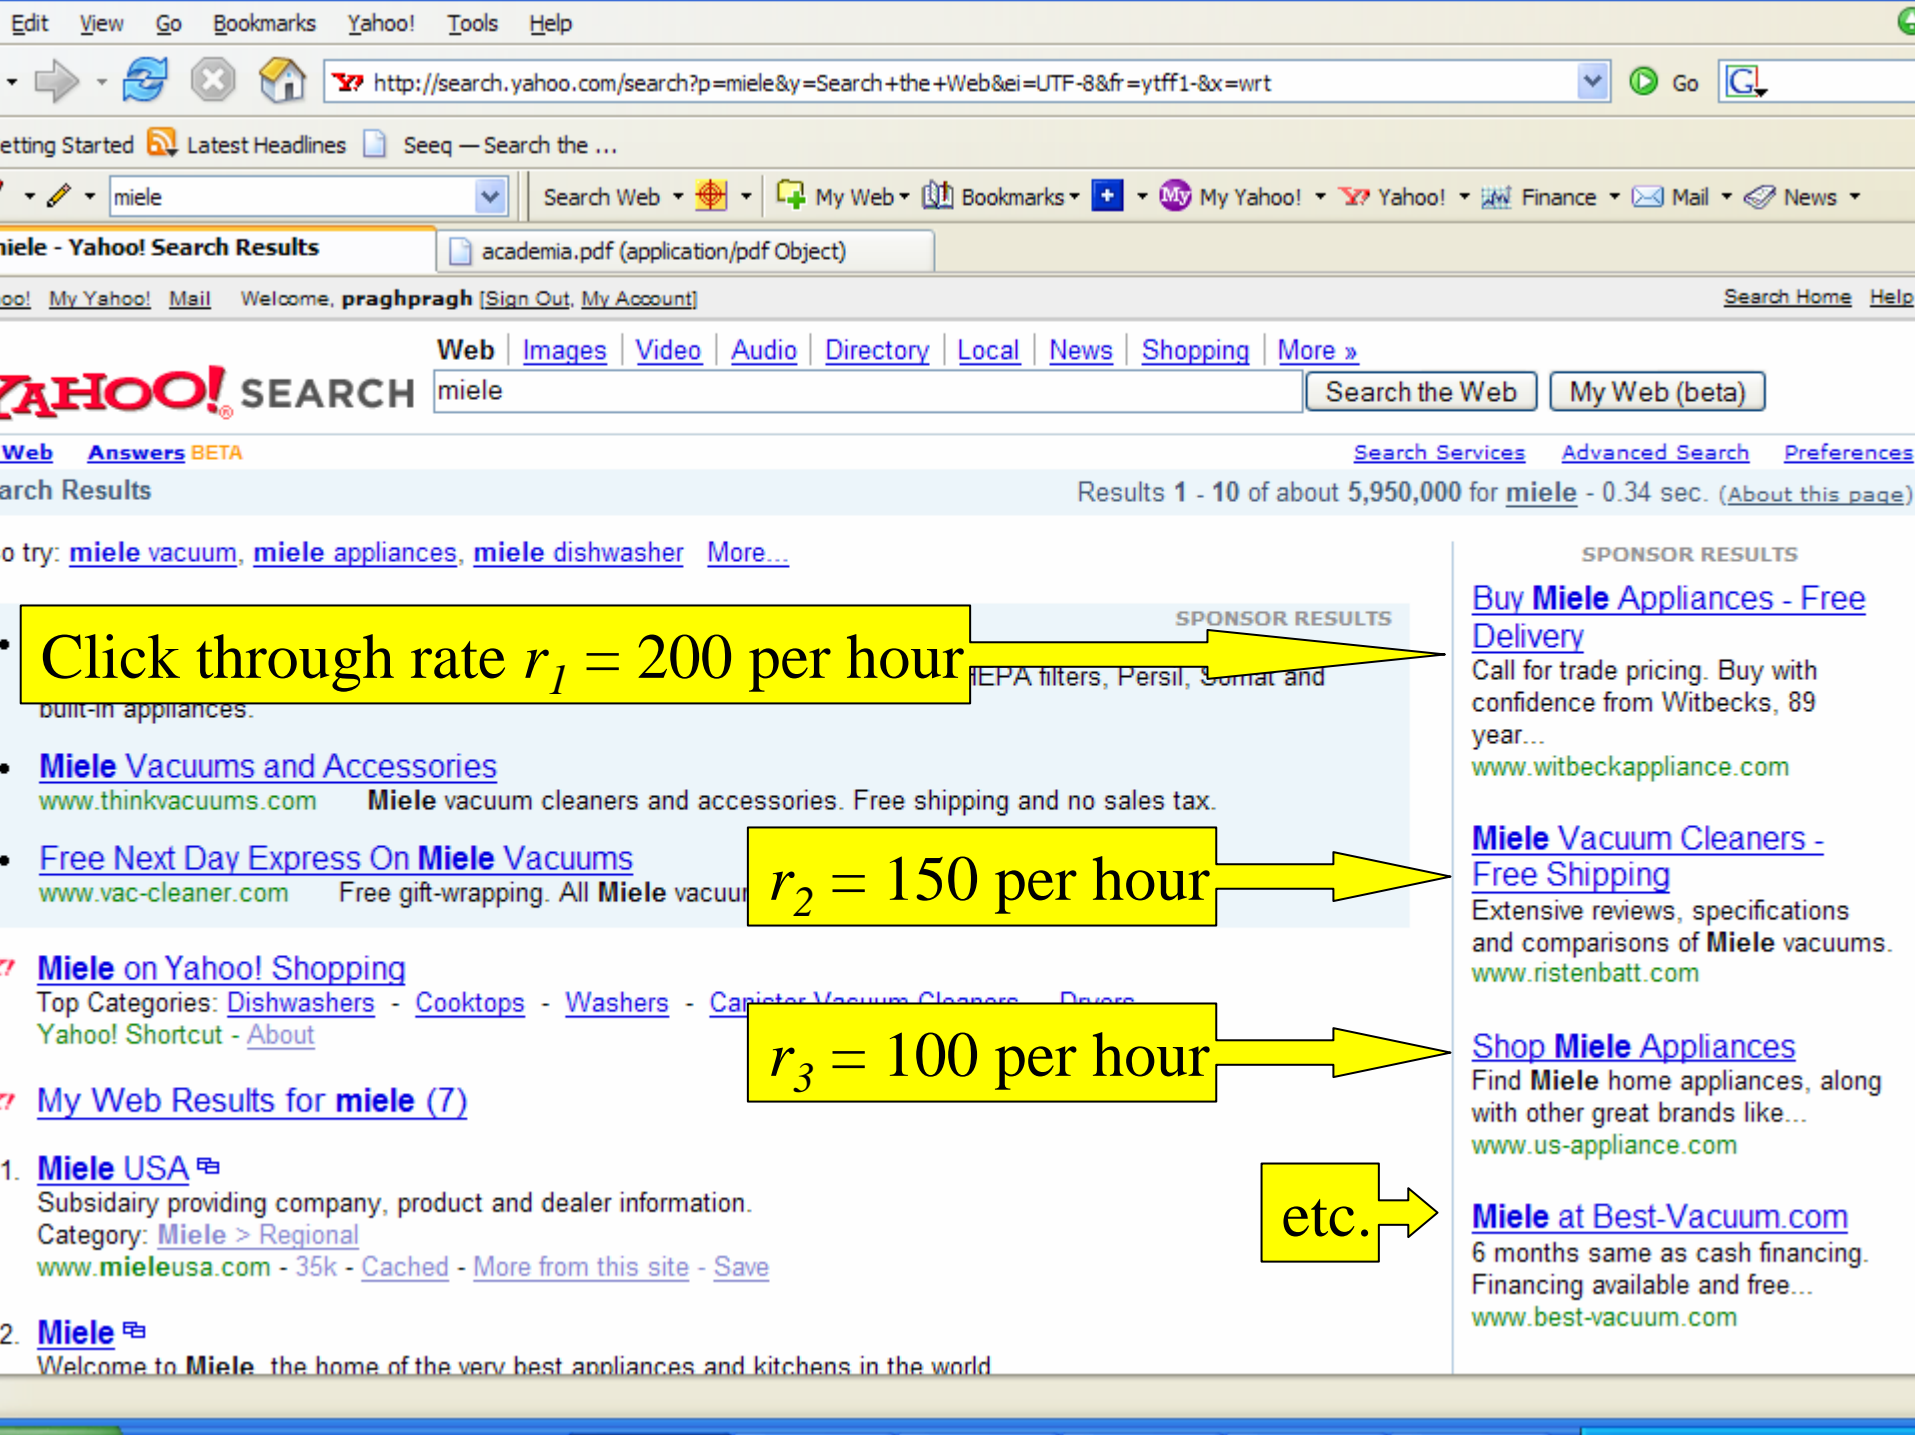 Edit View Go Bookmarks Yahoo! Tools Help
http://search.yahoo.com/search?p=miele&y=Search+the+Web&ei=UTF-8&fr=ytff1-&x=wrt Go G
etting Started Latest Headlines Seeq — Search the ...
miele Search Web My Web Bookmarks My My Yahoo! Yahoo! Finance Mail News
miele - Yahoo! Search Results academia.pdf (application/pdf Object)
oo! My Yahoo! Mail Welcome, praghpragh [Sign Out, My Account] Search Home Help
Web | Images | Video | Audio | Directory | Local | News | Shopping | More »
YAHOO! SEARCH miele Search the Web My Web (beta)
Web Answers BETA Search Services Advanced Search Preferences
arch Results Results 1 - 10 of about 5,950,000 for miele - 0.34 sec. (About this page)
o try: miele vacuum, miele appliances, miele dishwasher More...
SPONSOR RESULTS
Click through rate r1 = 200 per hour
HEPA filters, Persil, Somat and
built-in appliances.
Miele Vacuums and Accessories
www.thinkvacuums.com Miele vacuum cleaners and accessories. Free shipping and no sales tax.
Free Next Day Express On Miele Vacuums
www.vac-cleaner.com Free gift-wrapping. All Miele vacuu
r2 = 150 per hour
Miele on Yahoo! Shopping
Top Categories: Dishwashers - Cooktops - Washers - Canister Vacuum Cleaners - Dryers
Yahoo! Shortcut - About
r3 = 100 per hour
My Web Results for miele (7)
1. Miele USA
Subsidairy providing company, product and dealer information.
Category: Miele > Regional
www.mieleusa.com - 35k - Cached - More from this site - Save
etc.
2. Miele
Welcome to Miele, the home of the very best appliances and kitchens in the world
SPONSOR RESULTS
Buy Miele Appliances - Free
Delivery
Call for trade pricing. Buy with
confidence from Witbecks, 89
year...
www.witbeckappliance.com
Miele Vacuum Cleaners -
Free Shipping
Extensive reviews, specifications
and comparisons of Miele vacuums.
www.ristenbatt.com
Shop Miele Appliances
Find Miele home appliances, along
with other great brands like...
www.us-appliance.com
Miele at Best-Vacuum.com
6 months same as cash financing.
Financing available and free...
www.best-vacuum.com